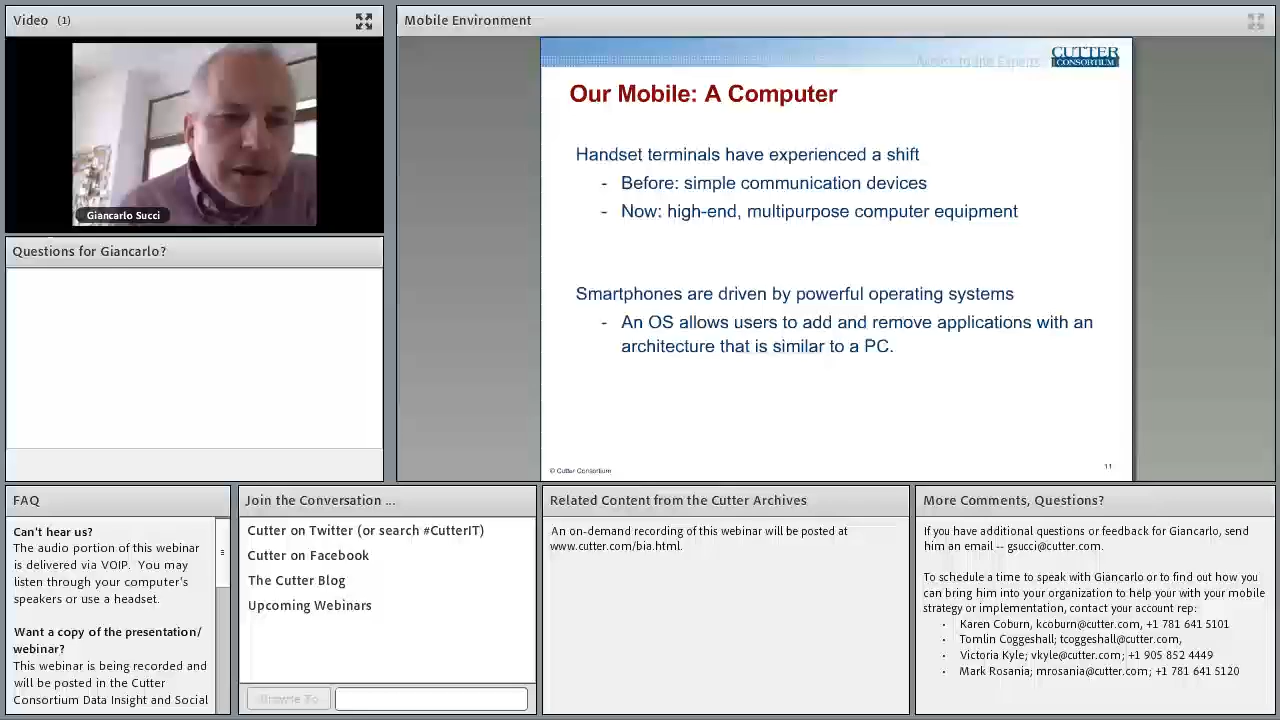 Video (1)
Giancarlo Succi
Questions for Giancarlo?
Mobile Environment
Access to the Experts
CUTTER
CONSORTIUM
Our Mobile: A Computer
Handset terminals have experienced a shift
- Before: simple communication devices
- Now: high-end, multipurpose computer equipment
Smartphones are driven by powerful operating systems
- An OS allows users to add and remove applications with an
architecture that is similar to a PC.
© Cutter Consortium
11
FAQ
Can't hear us?
The audio portion of this webinar
is delivered via VOIP. You may
listen through your computer's
speakers or use a headset.
Want a copy of the presentation/
webinar?
This webinar is being recorded and
will be posted in the Cutter
Consortium Data Insight and Social
Join the Conversation ...
Cutter on Twitter (or search #CutterIT)
Cutter on Facebook
The Cutter Blog
Upcoming Webinars
Browse To
Related Content from the Cutter Archives
An on-demand recording of this webinar will be posted at
www.cutter.com/bia.html.
More Comments, Questions?
If you have additional questions or feedback for Giancarlo, send
him an email -- gsucci@cutter.com.
To schedule a time to speak with Giancarlo or to find out how you
can bring him into your organization to help your with your mobile
strategy or implementation, contact your account rep:
• Karen Coburn, kcoburn@cutter.com, +1 781 641 5101
• Tomlin Coggeshall; tcoggeshall@cutter.com,
• Victoria Kyle; vkyle@cutter.com; +1 905 852 4449
• Mark Rosania; mrosania@cutter.com; +1 781 641 5120